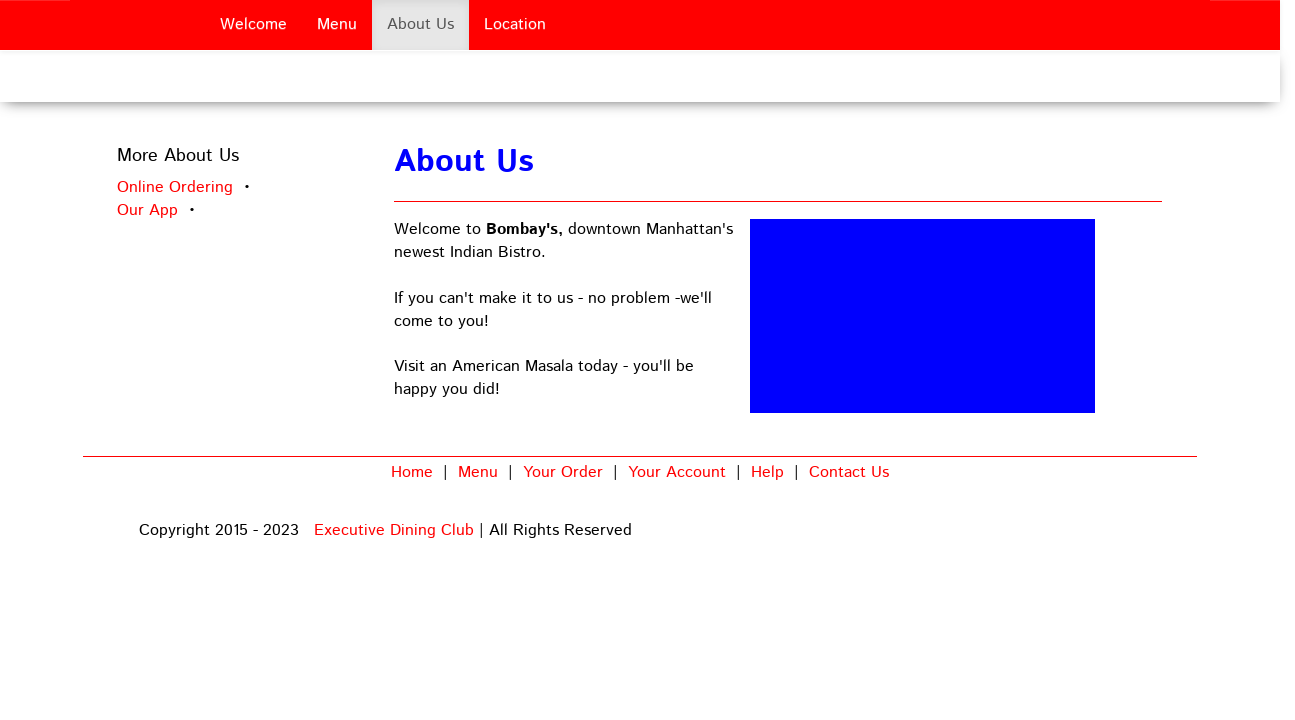 Welcome Menu About Us Location
More About Us
Online Ordering •
Our App •
About Us
Welcome to Bombay's, downtown Manhattan's
newest Indian Bistro.
If you can't make it to us - no problem -we'll
come to you!
Visit an American Masala today - you'll be
happy you did!
Home | Menu | Your Order | Your Account | Help | Contact Us
Copyright 2015 - 2023 Executive Dining Club | All Rights Reserved